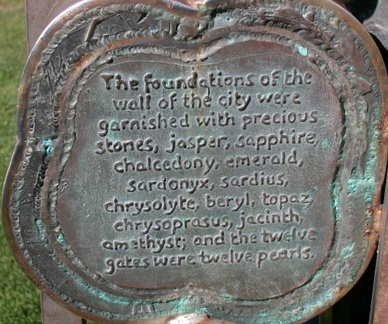 The foundations of the
wall of the city were
garnished with precious
stones, jasper, sapphire,
chalcedony, emerald,
sardonyx, sardius,
chrysolyte, beryl, topaz,
chrysoprasus, jacinth,
amethyst; and the twelve
gates were twelve pearls.